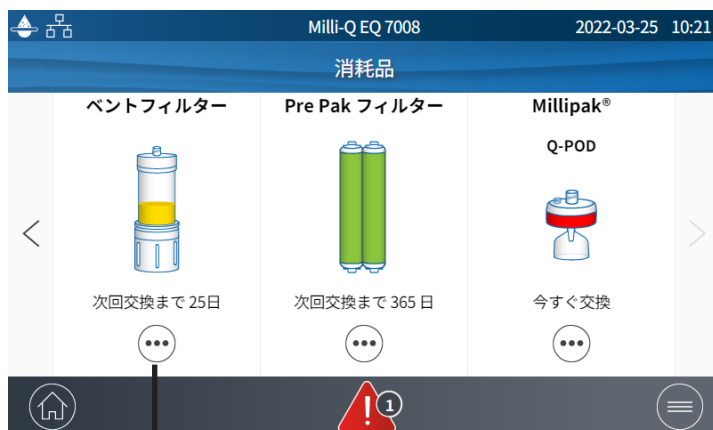 Milli-Q EQ 7008 2022-03-25 10:21
消耗品
ベントフィルター
次回交換まで 25日
Pre Pak フィルター
次回交換まで 365 日
Millipak®
Q-POD
今すぐ交換
1